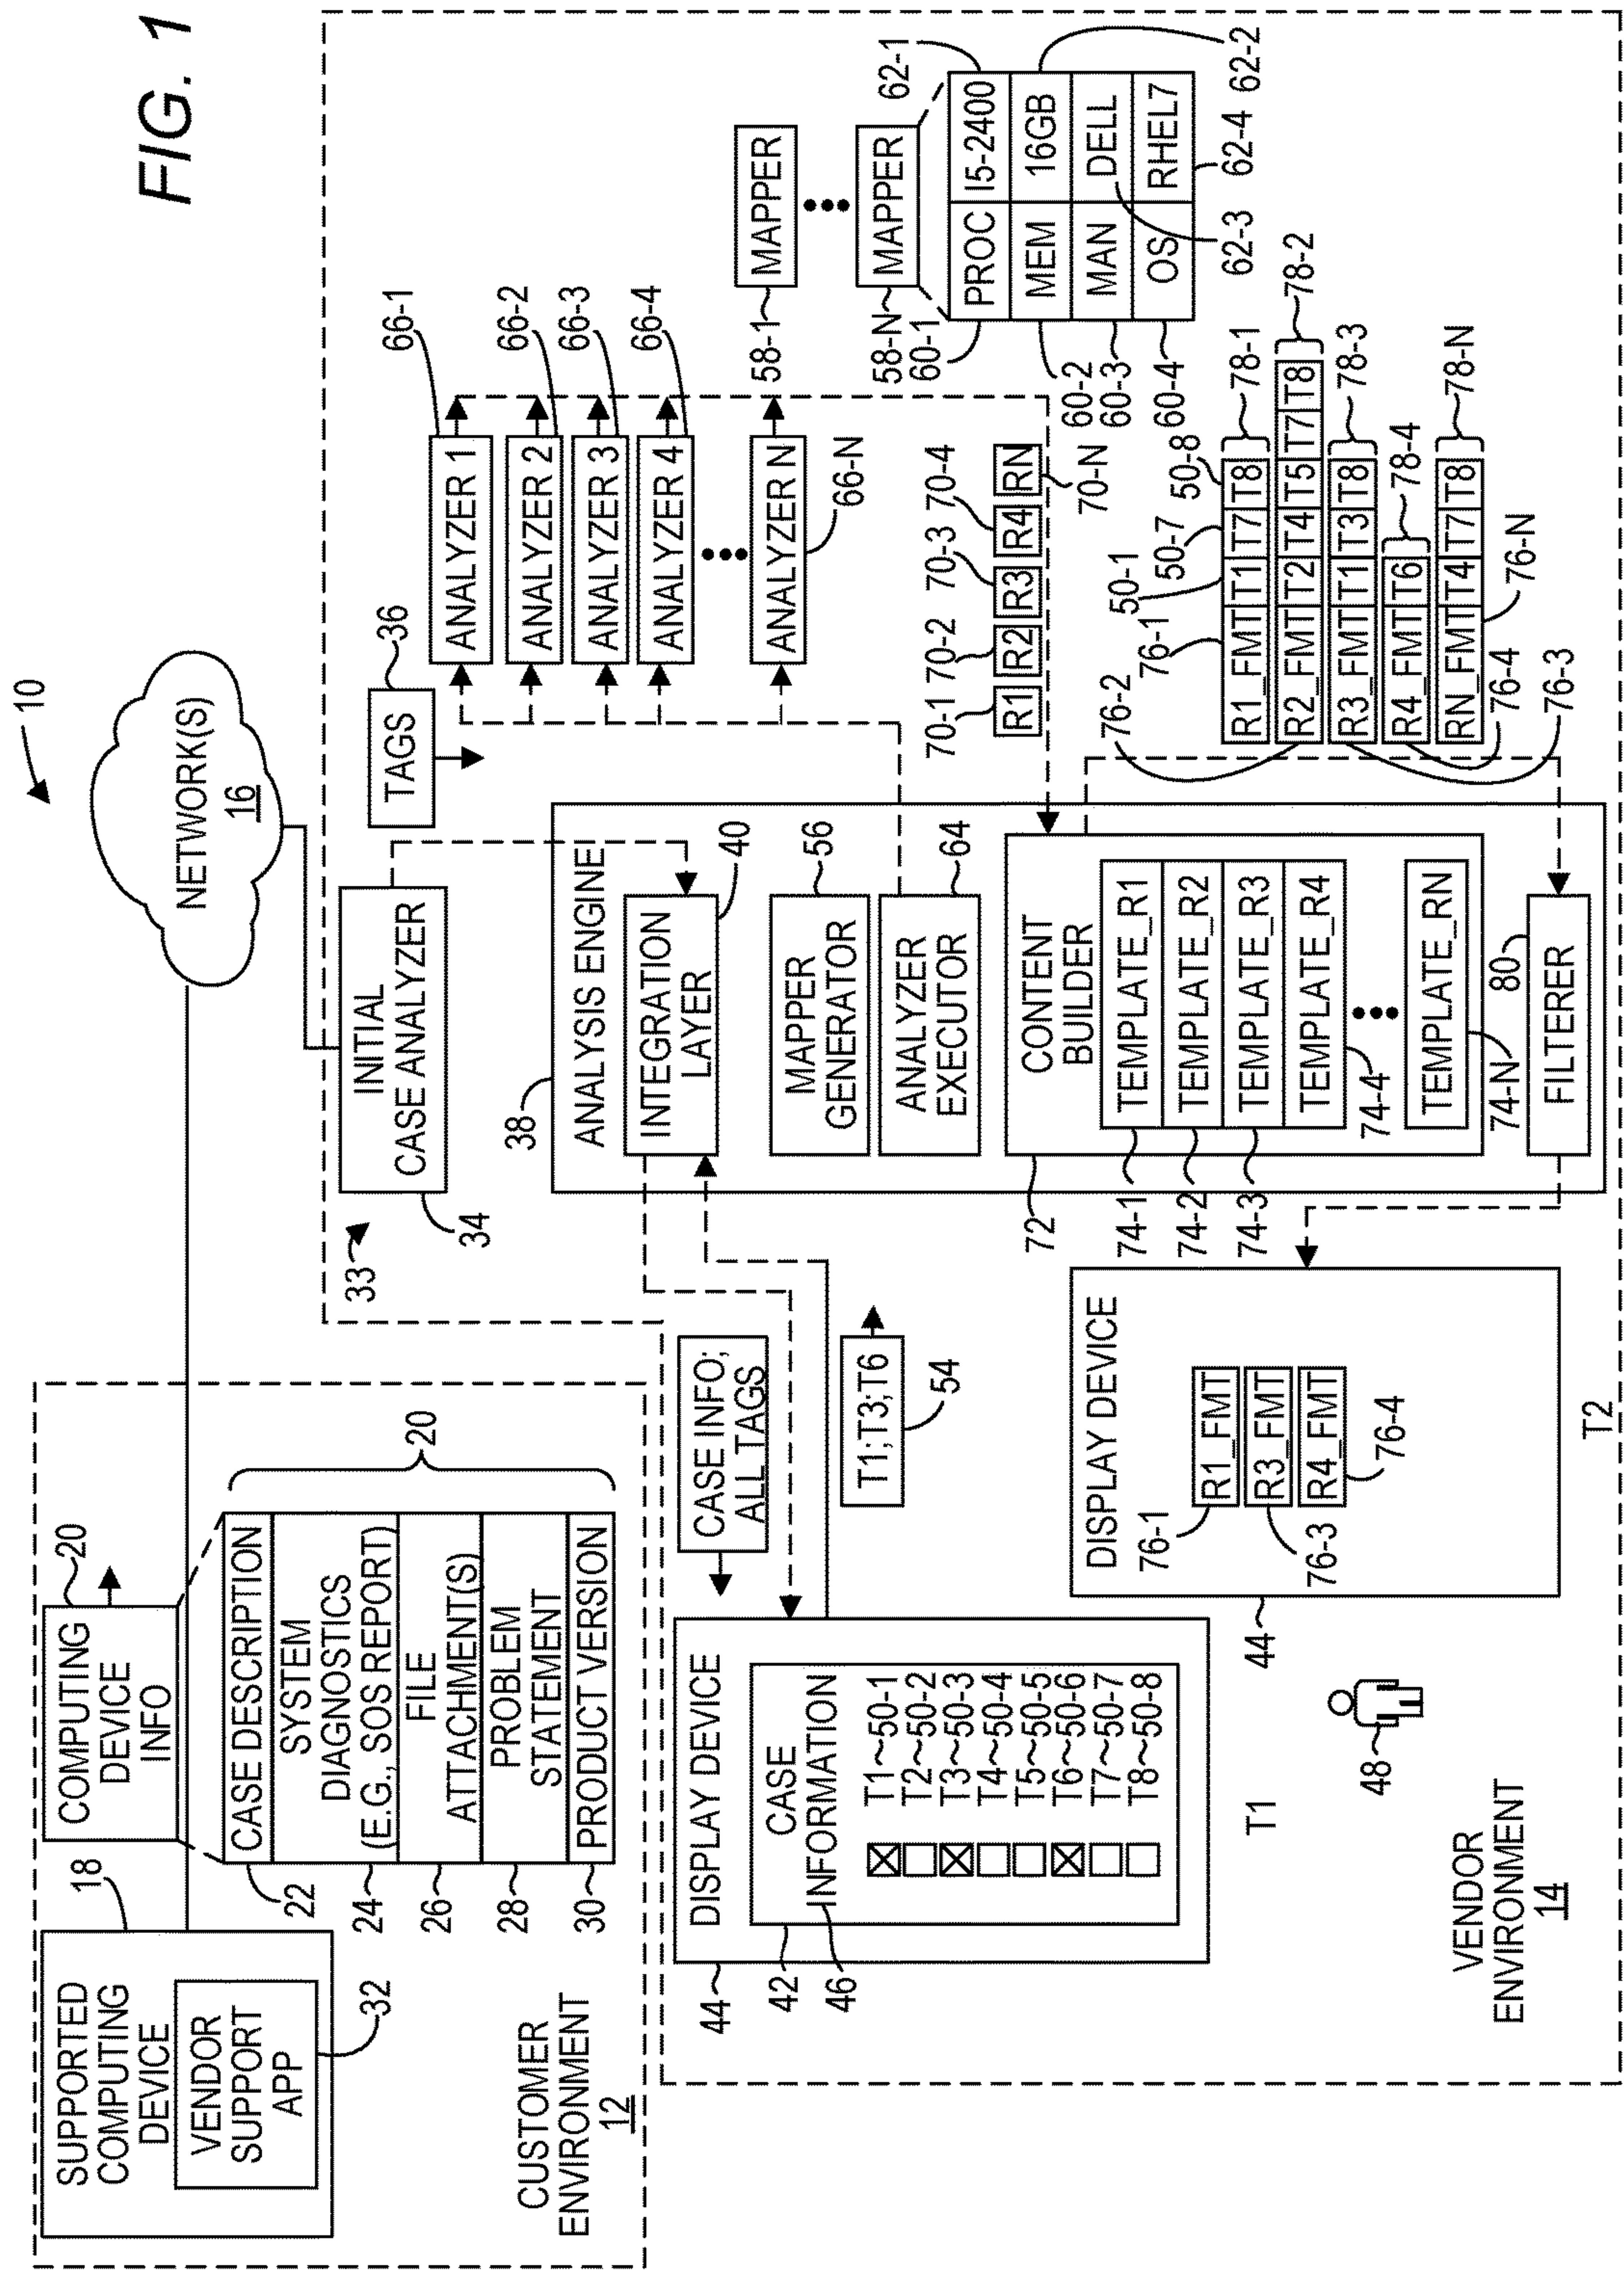 FIG. 1
10
NETWORK(S)
16
SUPPORTED
COMPUTING
DEVICE
18
VENDOR
SUPPORT
APP
32
COMPUTING
DEVICE
INFO
20
CASE DESCRIPTION
SYSTEM
DIAGNOSTICS
(E.G., SOS REPORT)
FILE
ATTACHMENT(S)
PROBLEM
STATEMENT
PRODUCT VERSION
22
24
26
28
30
20
CUSTOMER
ENVIRONMENT
12
33
INITIAL
CASE ANALYZER
34
TAGS
36
38
ANALYSIS ENGINE
INTEGRATION
LAYER
40
MAPPER
GENERATOR
56
ANALYZER
EXECUTOR
64
72
CONTENT
BUILDER
TEMPLATE_R1
TEMPLATE_R2
TEMPLATE_R3
TEMPLATE_R4
TEMPLATE_RN
74-1
74-2
74-3
74-4
74-N
FILTERER
80
ANALYZER 1
ANALYZER 2
ANALYZER 3
ANALYZER 4
ANALYZER N
66-1
66-2
66-3
66-4
66-N
MAPPER
58-1
MAPPER
58-N
PROC I5-2400
MEM 16GB
MAN DELL
OS RHEL7
60-1
60-2
60-3
60-4
62-1
62-2
62-3
62-4
R1 R2 R3 R4 RN
70-1
70-2
70-3
70-4
70-N
R1_FMT T1 T7 T8
R2_FMT T2 T4 T5 T7 T8
R3_FMT T1 T3 T8
R4_FMT T6
RN_FMT T4 T7 T8
76-1
76-2
76-3
76-4
76-N
50-1
50-7
50-8
78-1
78-2
78-3
78-4
78-N
CASE INFO;
ALL TAGS
T1;T3;T6
54
DISPLAY DEVICE
44
CASE
INFORMATION
42
46
T1~50-1
T2~50-2
T3~50-3
T4~50-4
T5~50-5
T6~50-6
T7~50-7
T8~50-8
T1
DISPLAY DEVICE
44
R1_FMT
R3_FMT
R4_FMT
76-1
76-3
76-4
T2
48
VENDOR
ENVIRONMENT
14